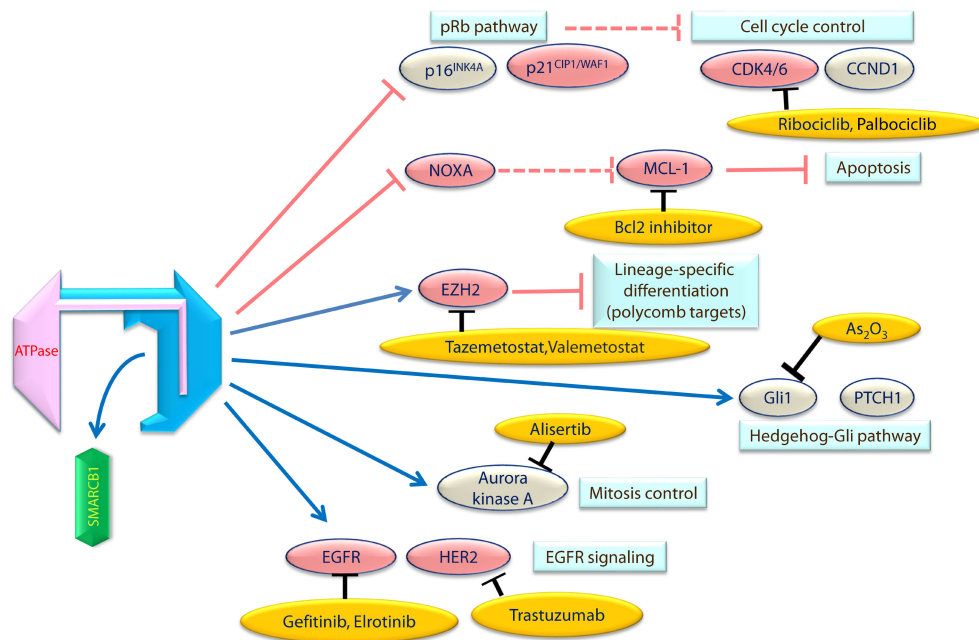 pRb pathway
Cell cycle control
p16INK4A
p21CIP1/WAF1
CDK4/6
CCND1
Ribociclib, Palbociclib
NOXA
MCL-1
Apoptosis
Bcl2 inhibitor
EZH2
Lineage-specific
differentiation
(polycomb targets)
Tazemetostat,Valemetostat
As2O3
ATPase
Gli1
PTCH1
Hedgehog-Gli pathway
Alisertib
Aurora
kinase A
Mitosis control
SMARCB1
EGFR
HER2
EGFR signaling
Gefitinib, Elrotinib
Trastuzumab